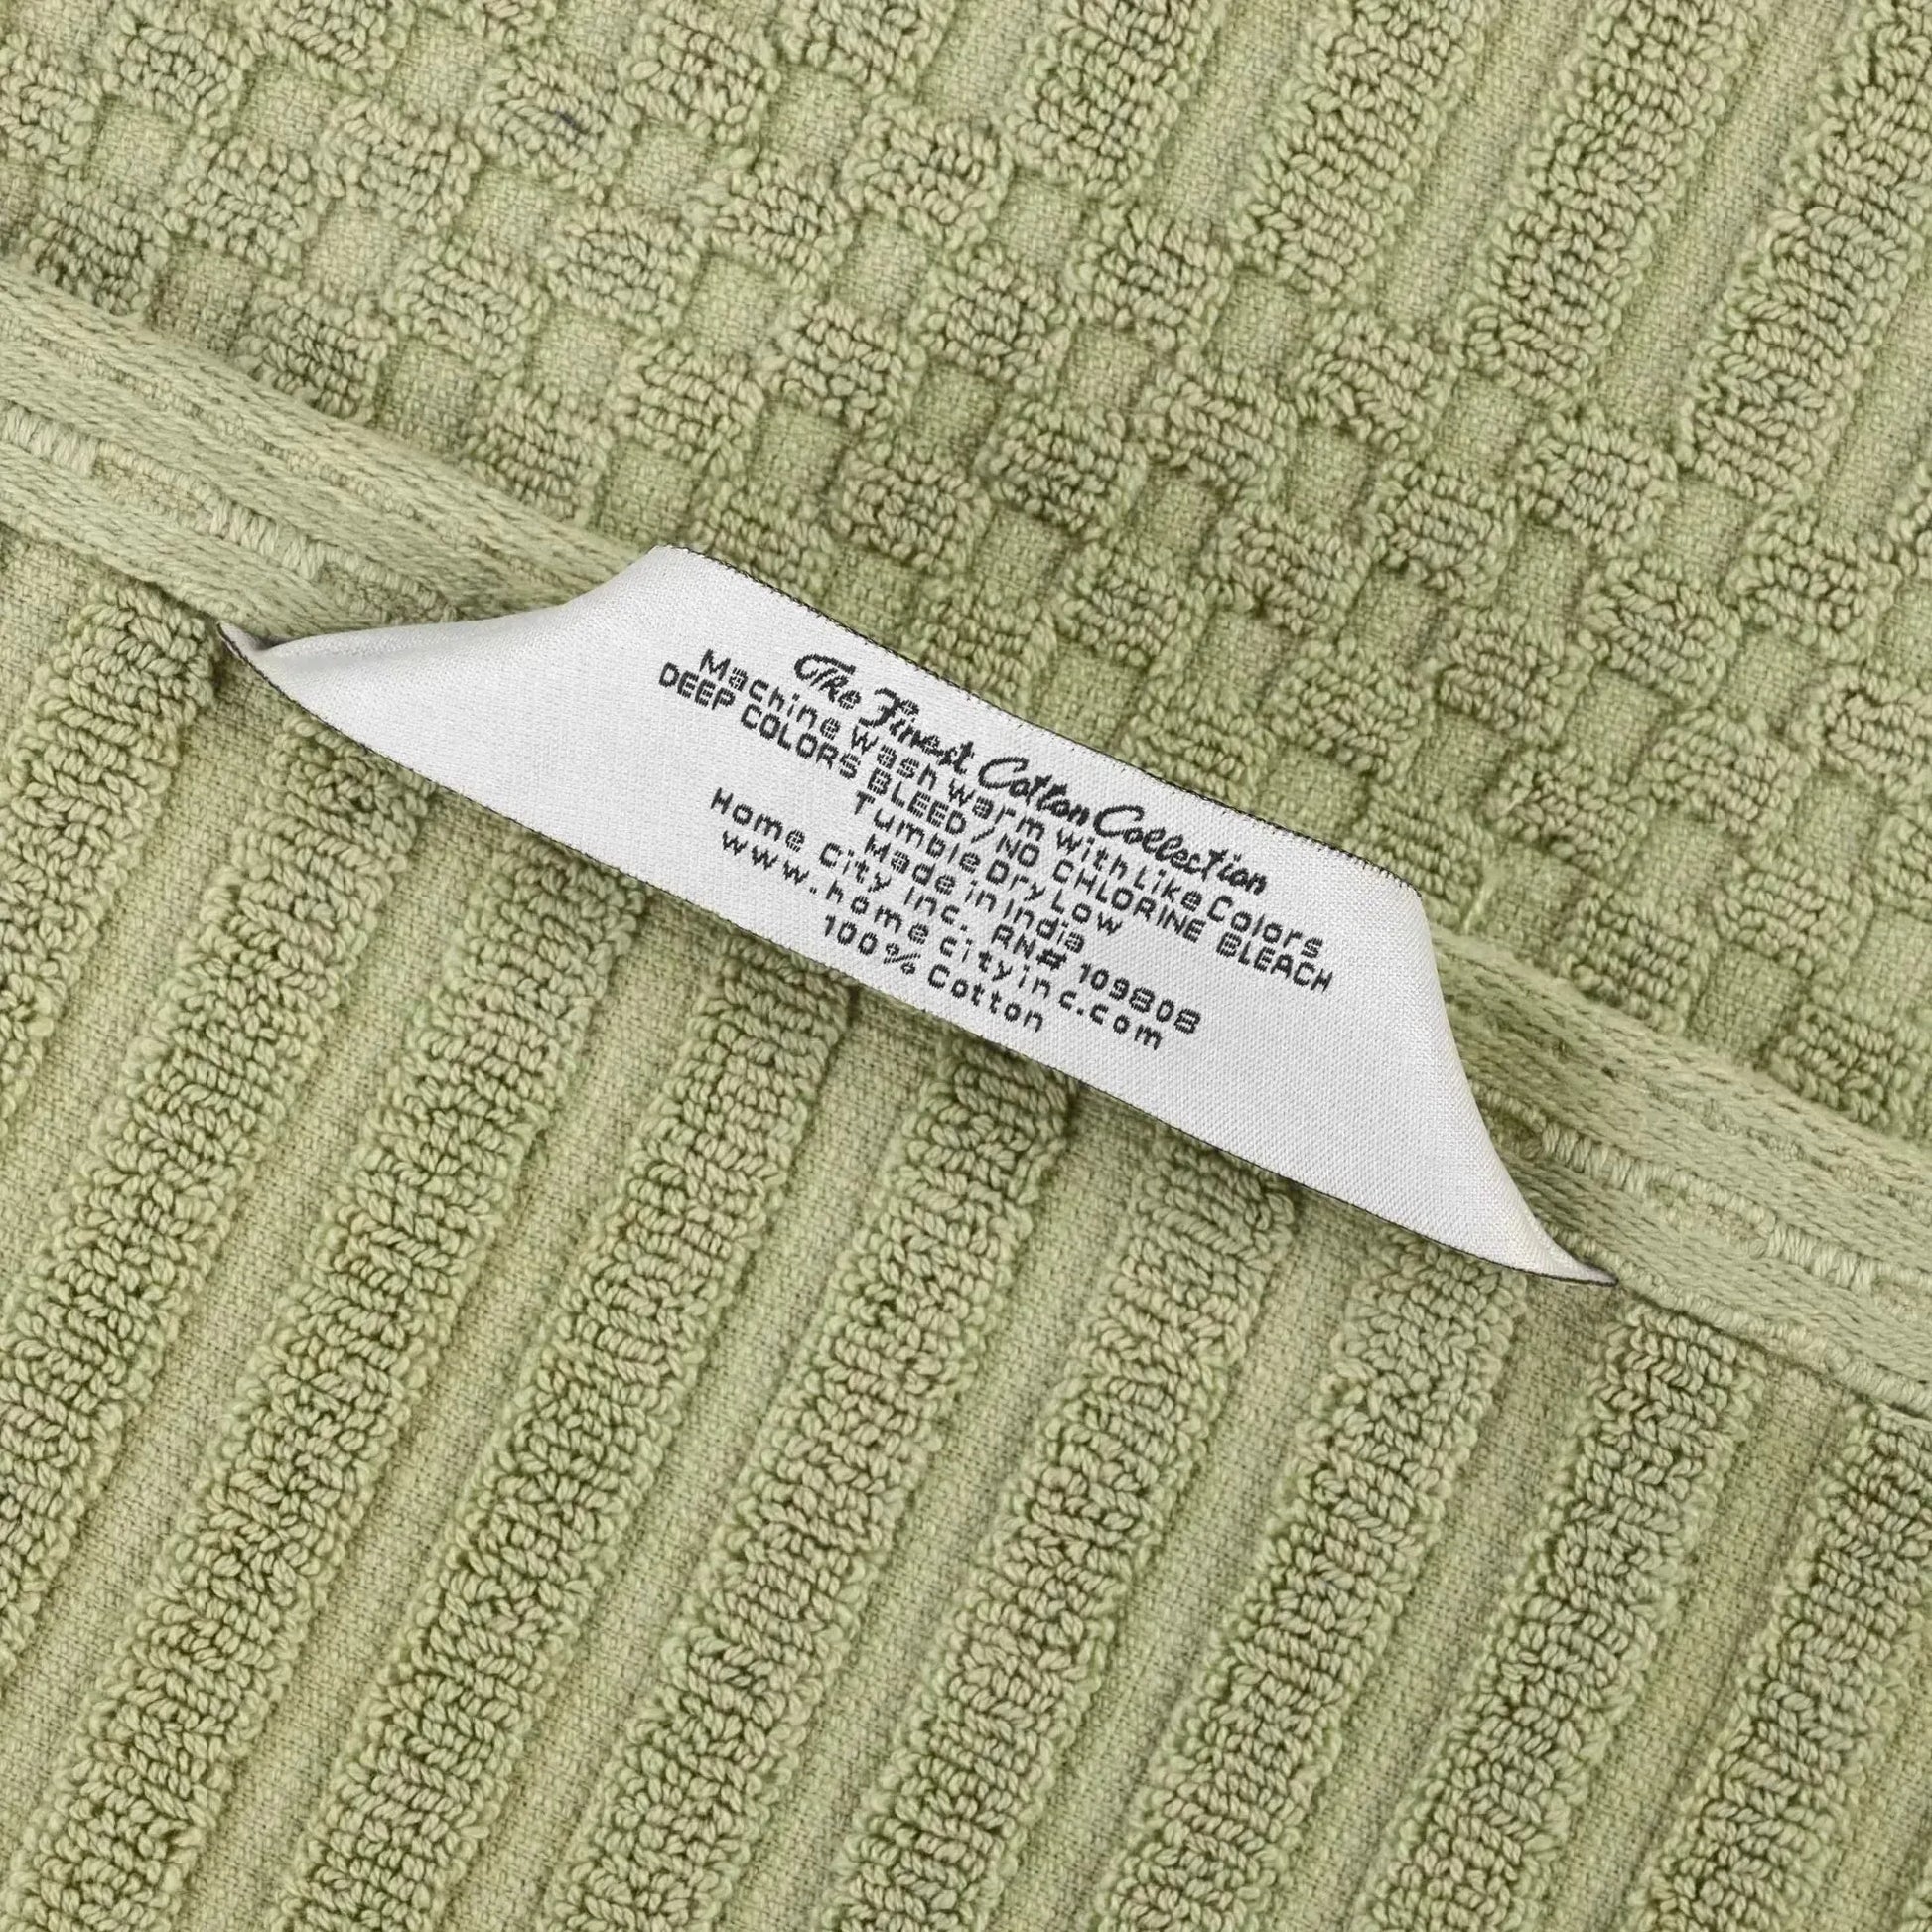 The Finest Cotton Collection
Machine Wash Warm With Like Colors
DEEP COLORS BLEED/NO CHLORINE BLEACH
Tumble Dry Low
Made in India
Home City Inc. RN# 109808
www.homecityinc.com
100% Cotton